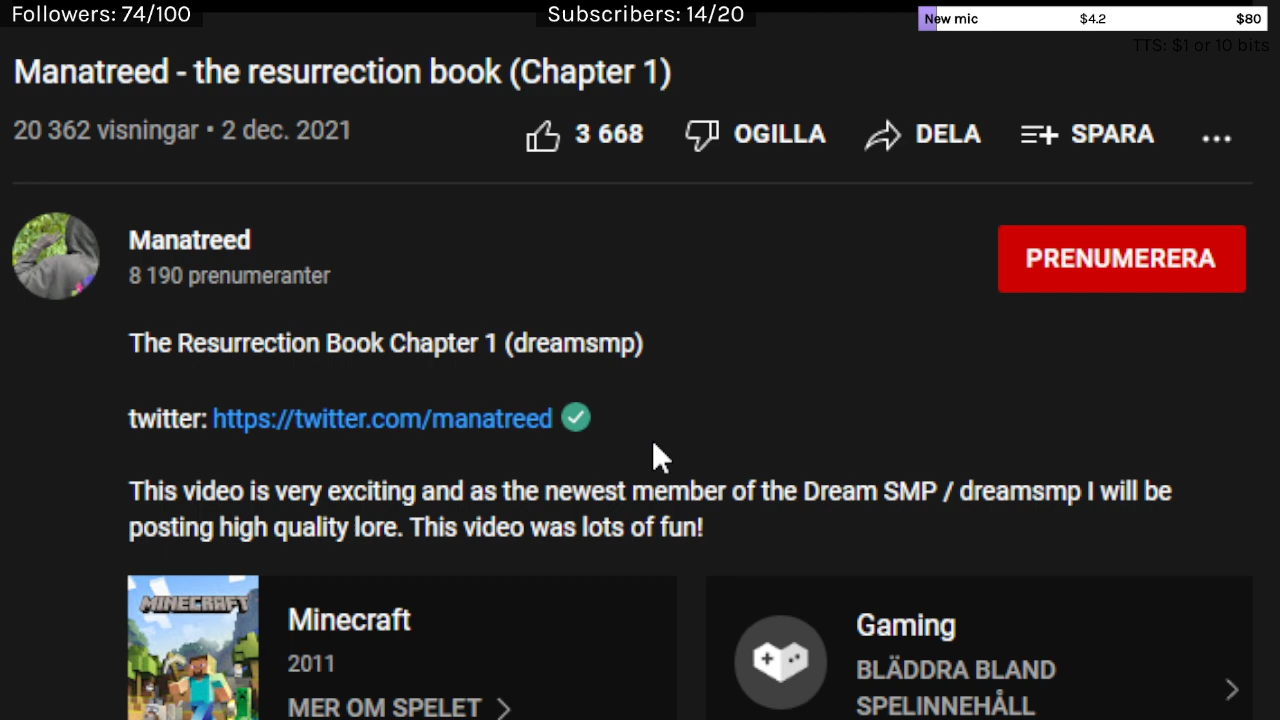 Followers: 74/100
Subscribers: 14/20
New mic $4.2 $80
TTS: $1 or 10 bits
Manatreed - the resurrection book (Chapter 1)
20 362 visningar • 2 dec. 2021
3 668 OGILLA DELA SPARA ...
Manatreed
8 190 prenumeranter
PRENUMERERA
The Resurrection Book Chapter 1 (dreamsmp)
twitter: https://twitter.com/manatreed
This video is very exciting and as the newest member of the Dream SMP / dreamsmp I will be
posting high quality lore. This video was lots of fun!
MINECRAFT
Minecraft
2011
MER OM SPELET
Gaming
BLÄDDRA BLAND
SPELINNEHÅLL